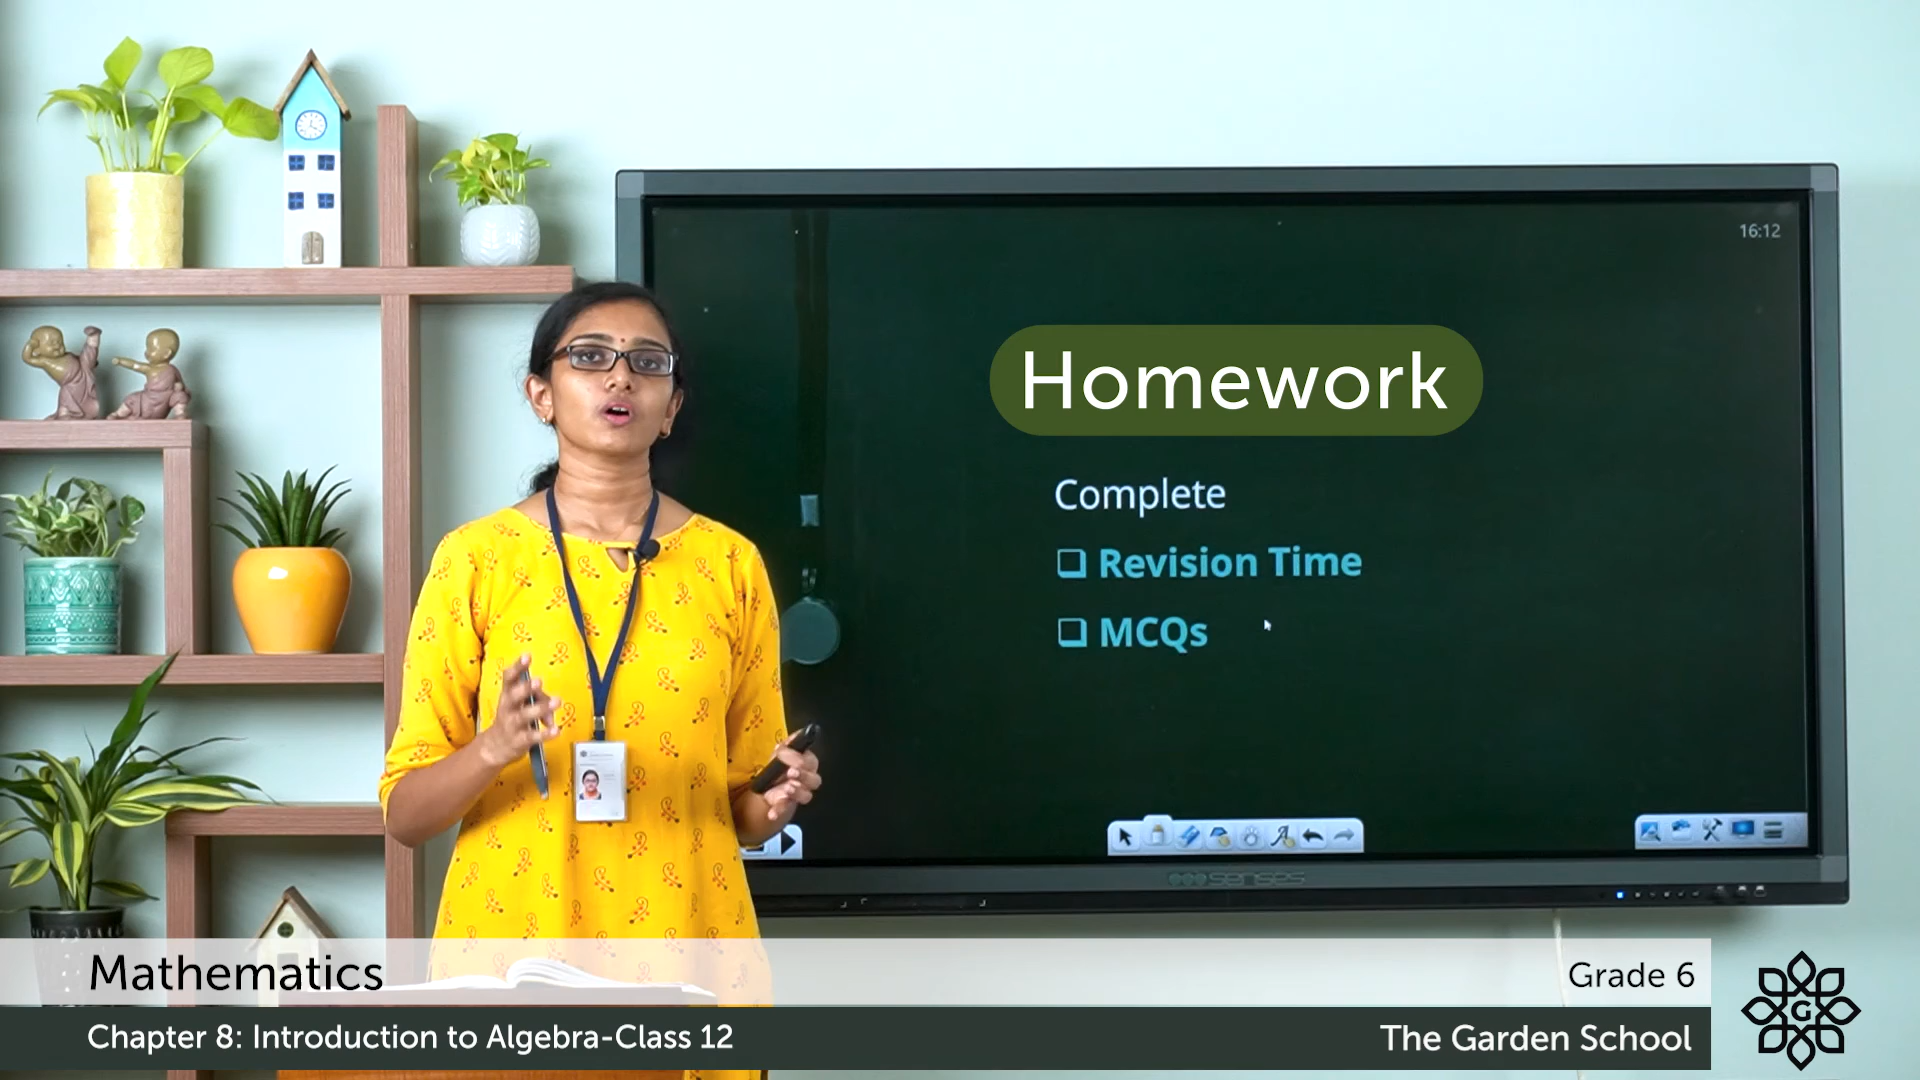 16:12
Homework
Complete
❑ Revision Time
❑ MCQs
senses
Mathematics
Grade 6
Chapter 8: Introduction to Algebra-Class 12
The Garden School
G